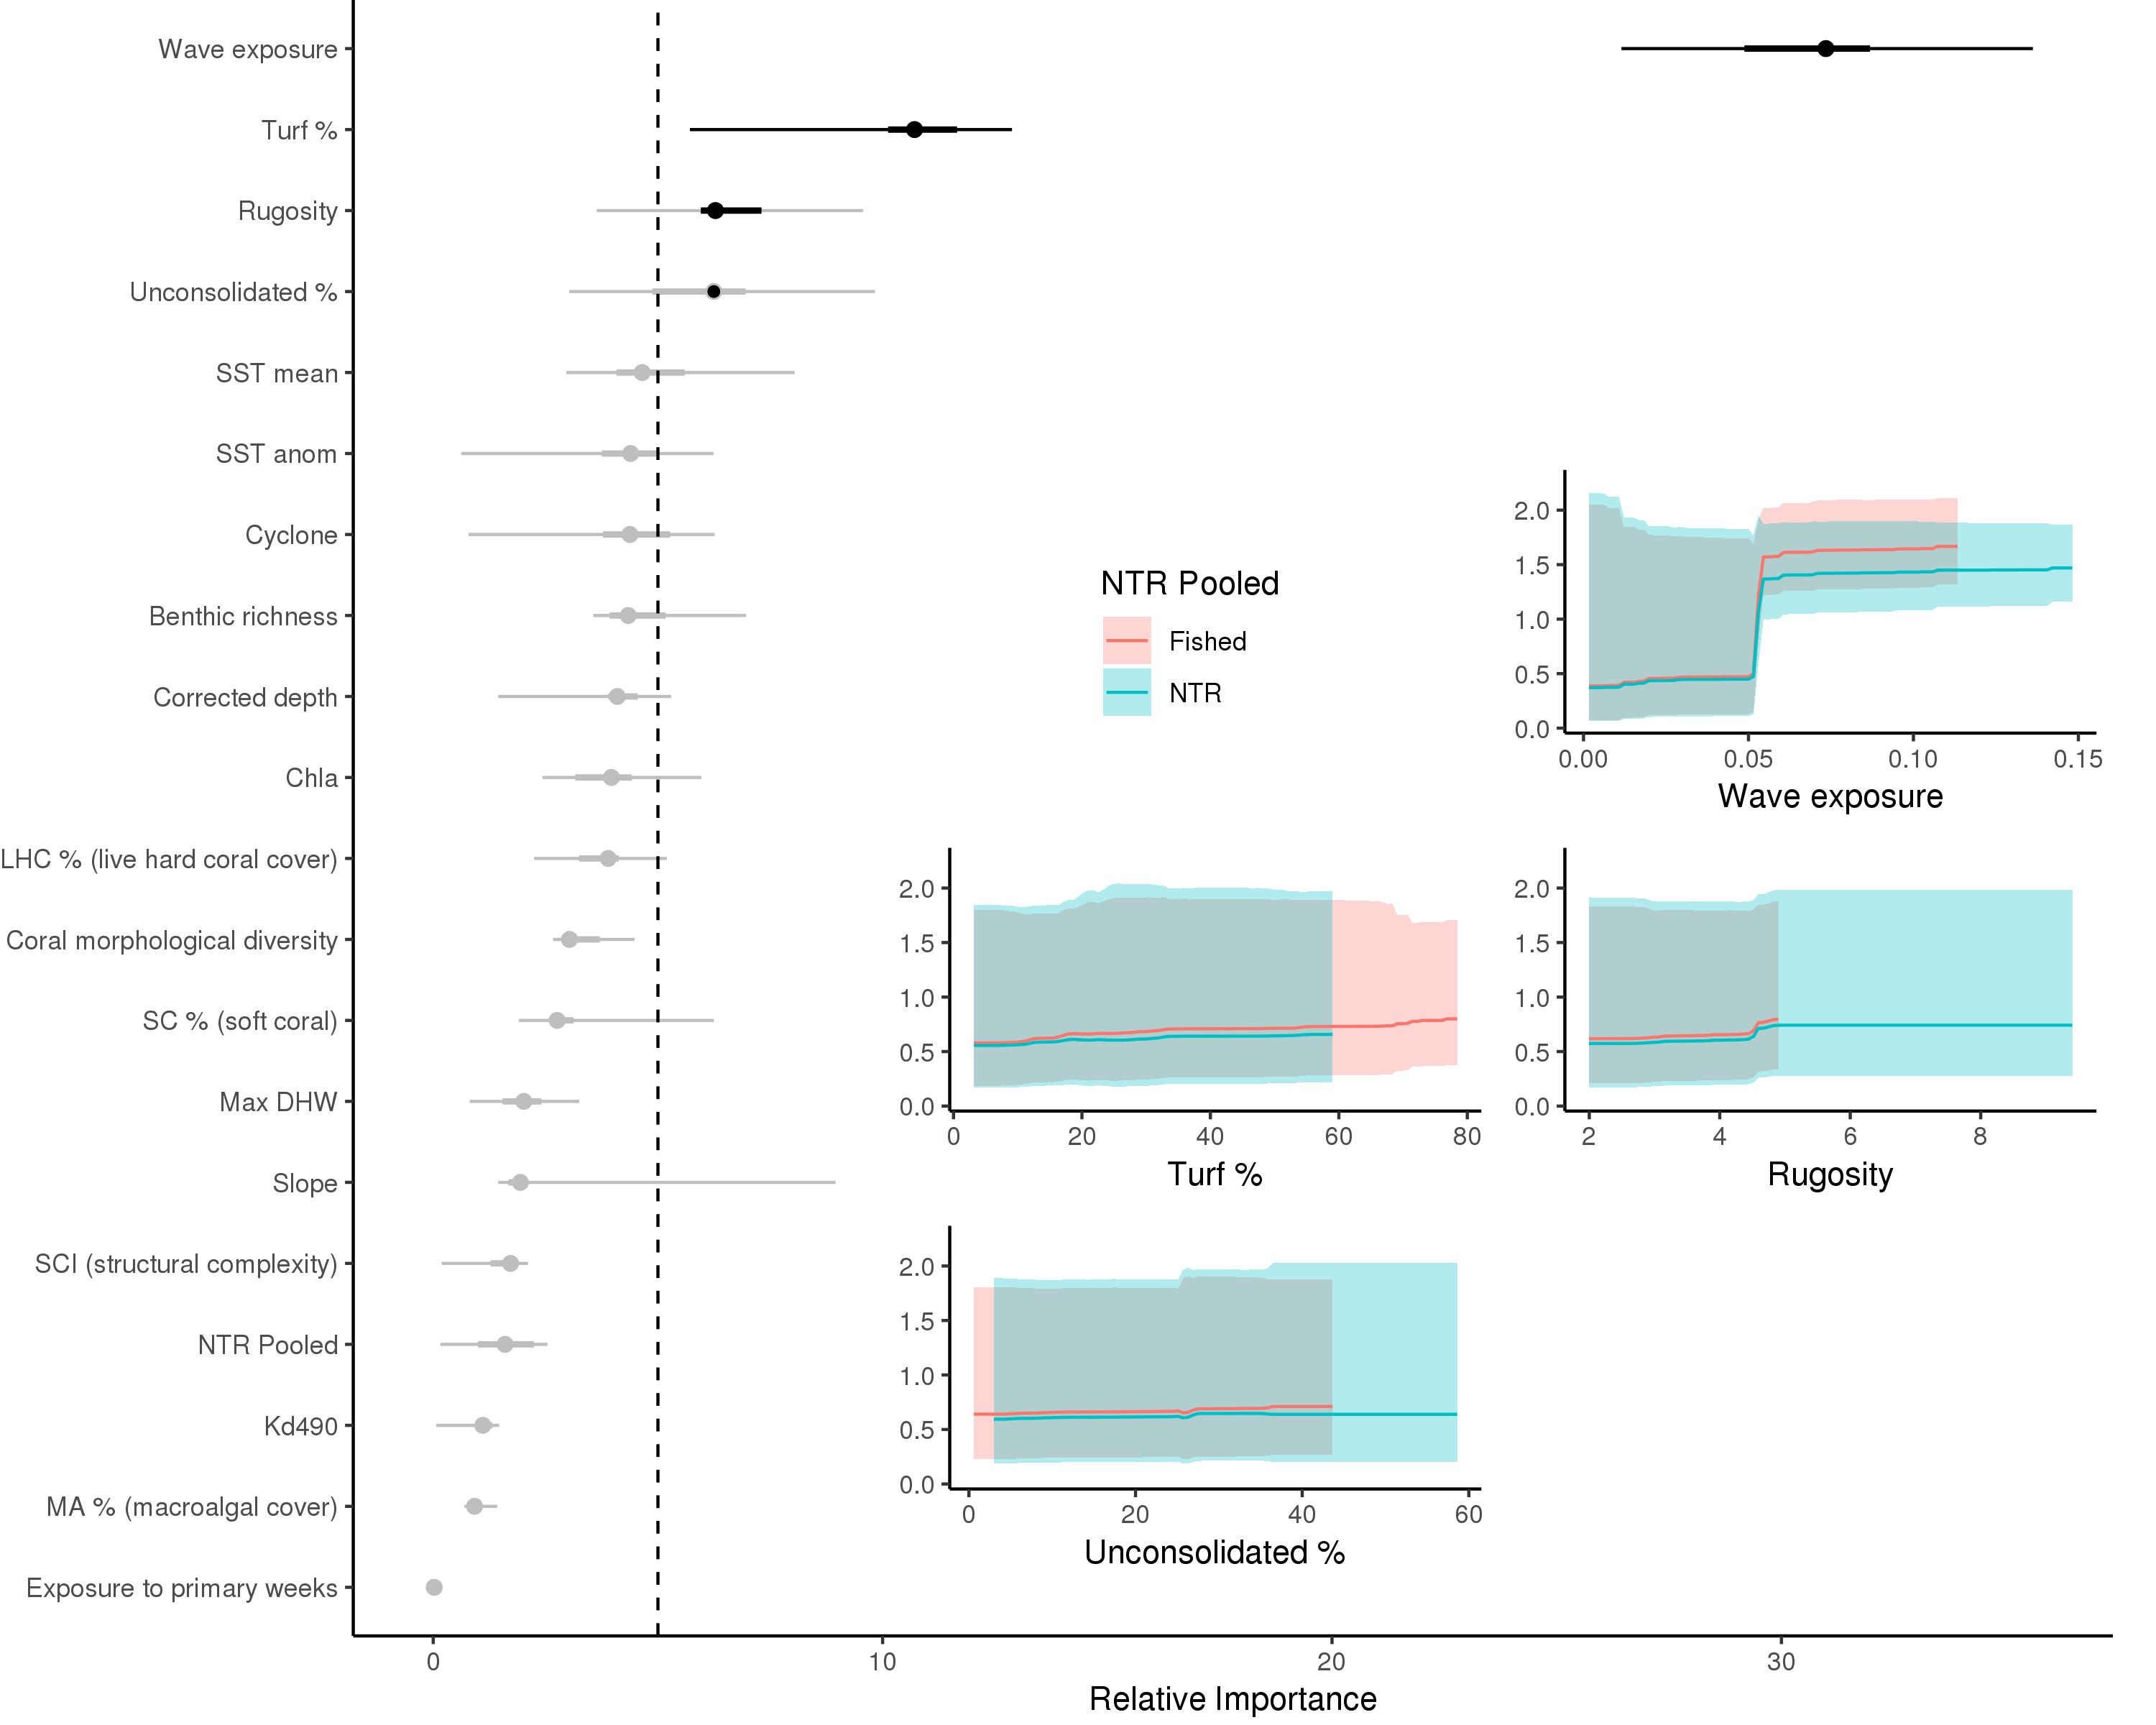 Wave exposure
Turf %
Rugosity
Unconsolidated %
SST mean
SST anom
Cyclone
Benthic richness
Corrected depth
Chla
LHC % (live hard coral cover)
Coral morphological diversity
SC % (soft coral)
Max DHW
Slope
SCI (structural complexity)
NTR Pooled
Kd490
MA % (macroalgal cover)
Exposure to primary weeks
0 10 20 30
Relative Importance
NTR Pooled
Fished
NTR
2.0
1.5
1.0
0.5
0.0
0.00 0.05 0.10 0.15
Wave exposure
2.0
1.5
1.0
0.5
0.0
0 20 40 60 80
Turf %
2.0
1.5
1.0
0.5
0.0
2 4 6 8
Rugosity
2.0
1.5
1.0
0.5
0.0
0 20 40 60
Unconsolidated %